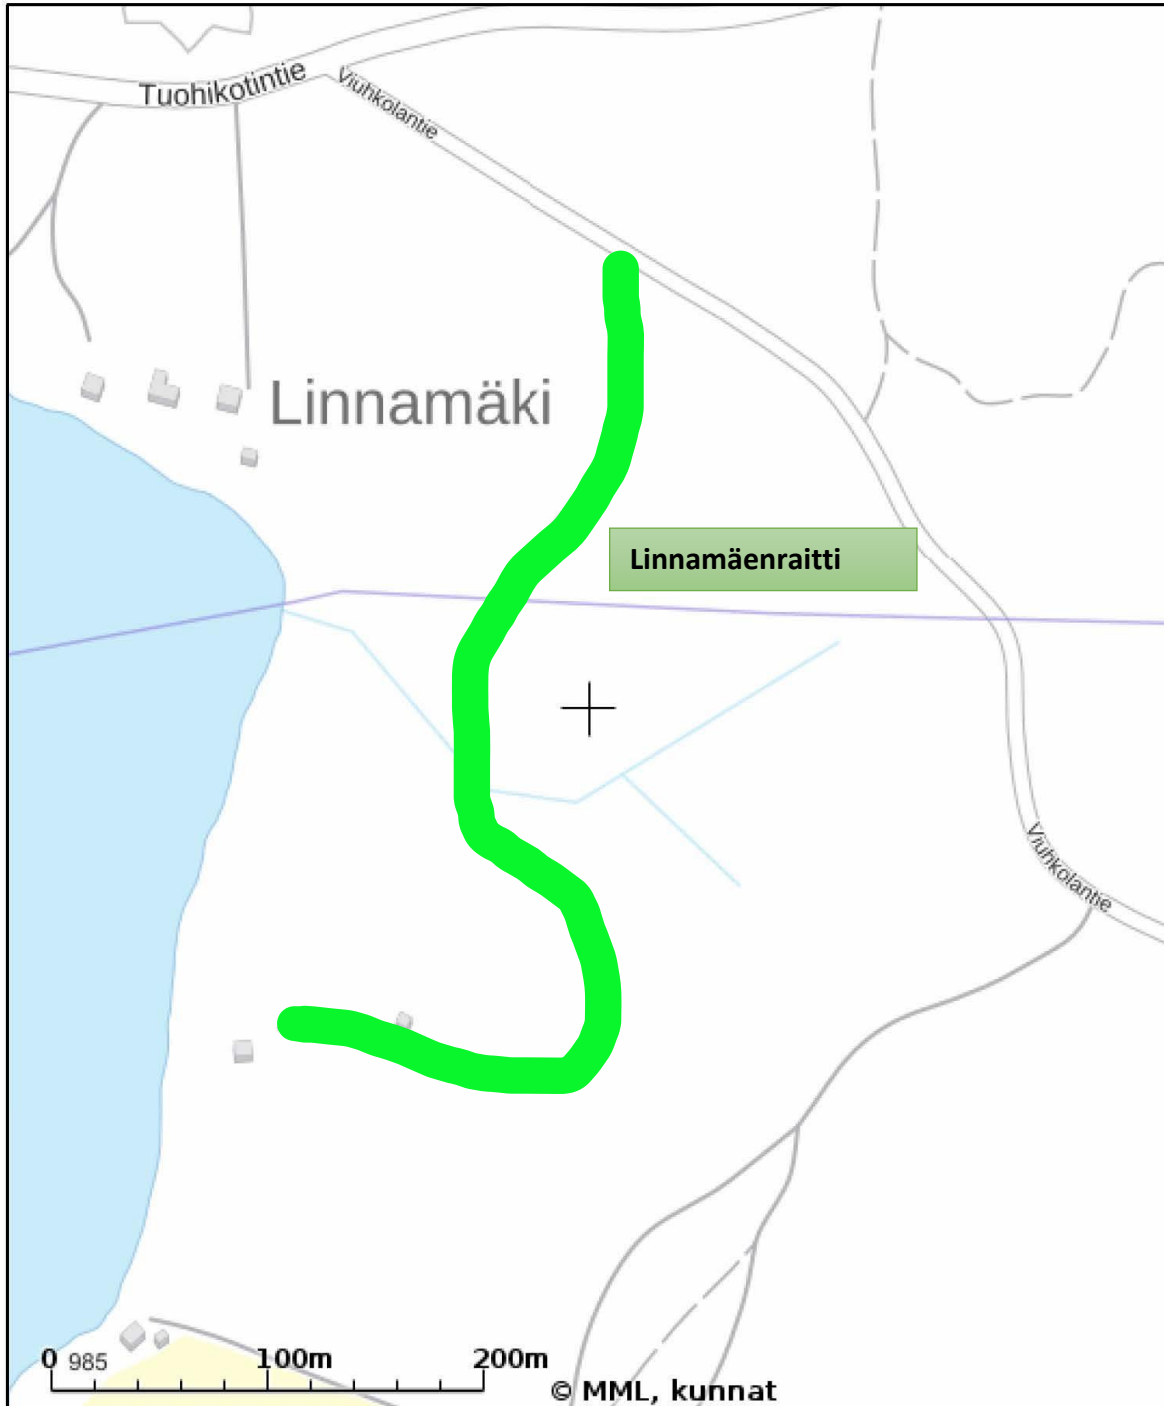 Tuohikotintie
Viuhkolantie
Linnamäki
Linnamäenraitti
Viuhkolantie
0 985 100m 200m
© MML, kunnat